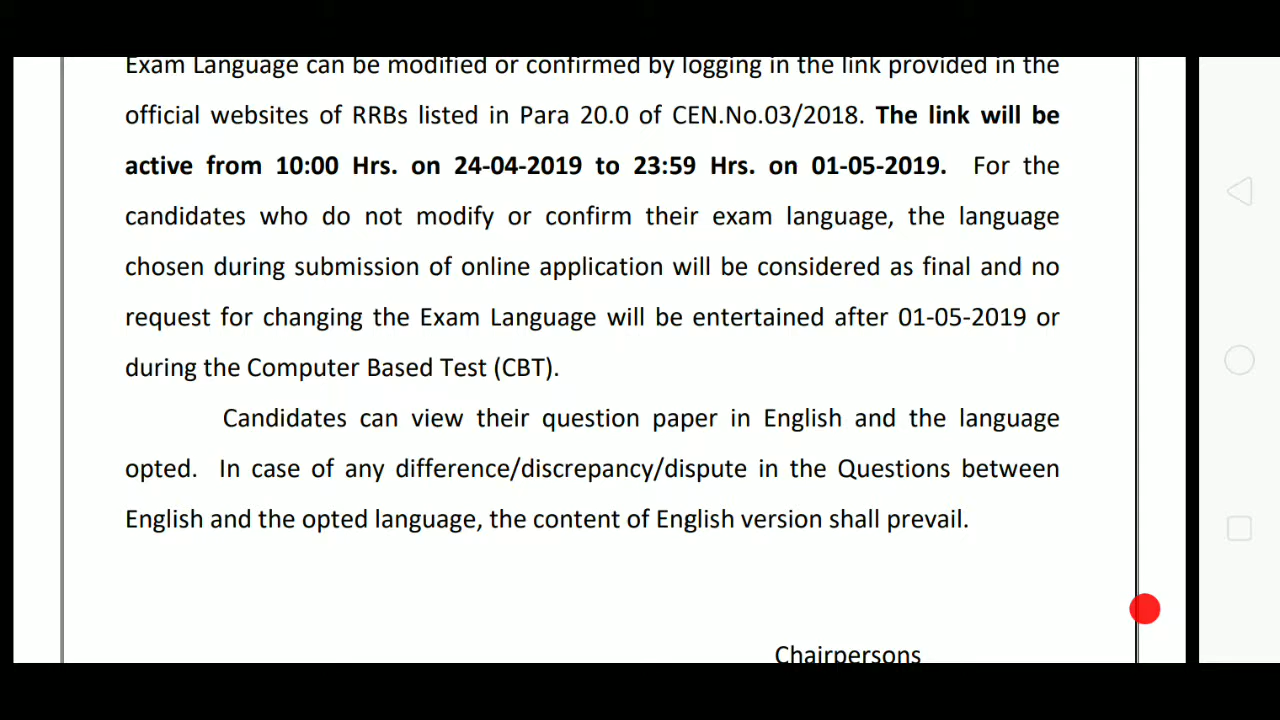 Exam Language can be modified or confirmed by logging in the link provided in the
official websites of RRBs listed in Para 20.0 of CEN.No.03/2018. The link will be
active from 10:00 Hrs. on 24-04-2019 to 23:59 Hrs. on 01-05-2019. For the
candidates who do not modify or confirm their exam language, the language
chosen during submission of online application will be considered as final and no
request for changing the Exam Language will be entertained after 01-05-2019 or
during the Computer Based Test (CBT).
Candidates can view their question paper in English and the language
opted. In case of any difference/discrepancy/dispute in the Questions between
English and the opted language, the content of English version shall prevail.
Chairpersons